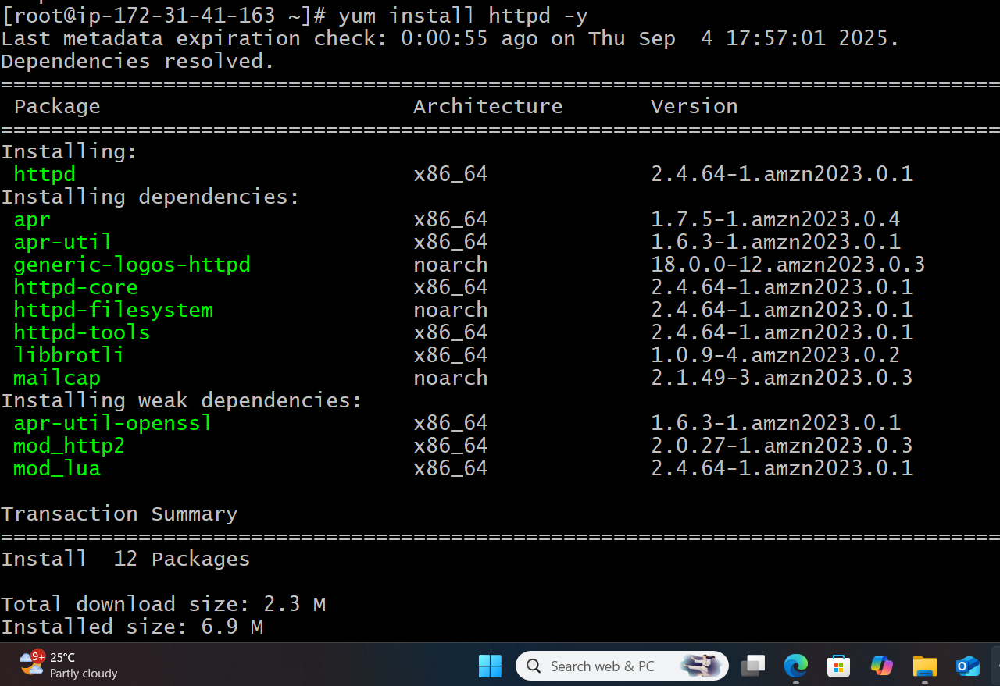 [root@ip-172-31-41-163 ~]# yum install httpd -y
Last metadata expiration check: 0:00:55 ago on Thu Sep  4 17:57:01 2025.
Dependencies resolved.
================================================================================
 Package                         Architecture       Version
================================================================================
Installing:
 httpd                           x86_64             2.4.64-1.amzn2023.0.1
Installing dependencies:
 apr                             x86_64             1.7.5-1.amzn2023.0.4
 apr-util                        x86_64             1.6.3-1.amzn2023.0.1
 generic-logos-httpd             noarch             18.0.0-12.amzn2023.0.3
 httpd-core                      x86_64             2.4.64-1.amzn2023.0.1
 httpd-filesystem                noarch             2.4.64-1.amzn2023.0.1
 httpd-tools                     x86_64             2.4.64-1.amzn2023.0.1
 libbrotli                       x86_64             1.0.9-4.amzn2023.0.2
 mailcap                         noarch             2.1.49-3.amzn2023.0.3
Installing weak dependencies:
 apr-util-openssl                x86_64             1.6.3-1.amzn2023.0.1
 mod_http2                       x86_64             2.0.27-1.amzn2023.0.3
 mod_lua                         x86_64             2.4.64-1.amzn2023.0.1
Transaction Summary
================================================================================
Install  12 Packages
Total download size: 2.3 M
Installed size: 6.9 M
9+
25°C
Partly cloudy
Search web & PC